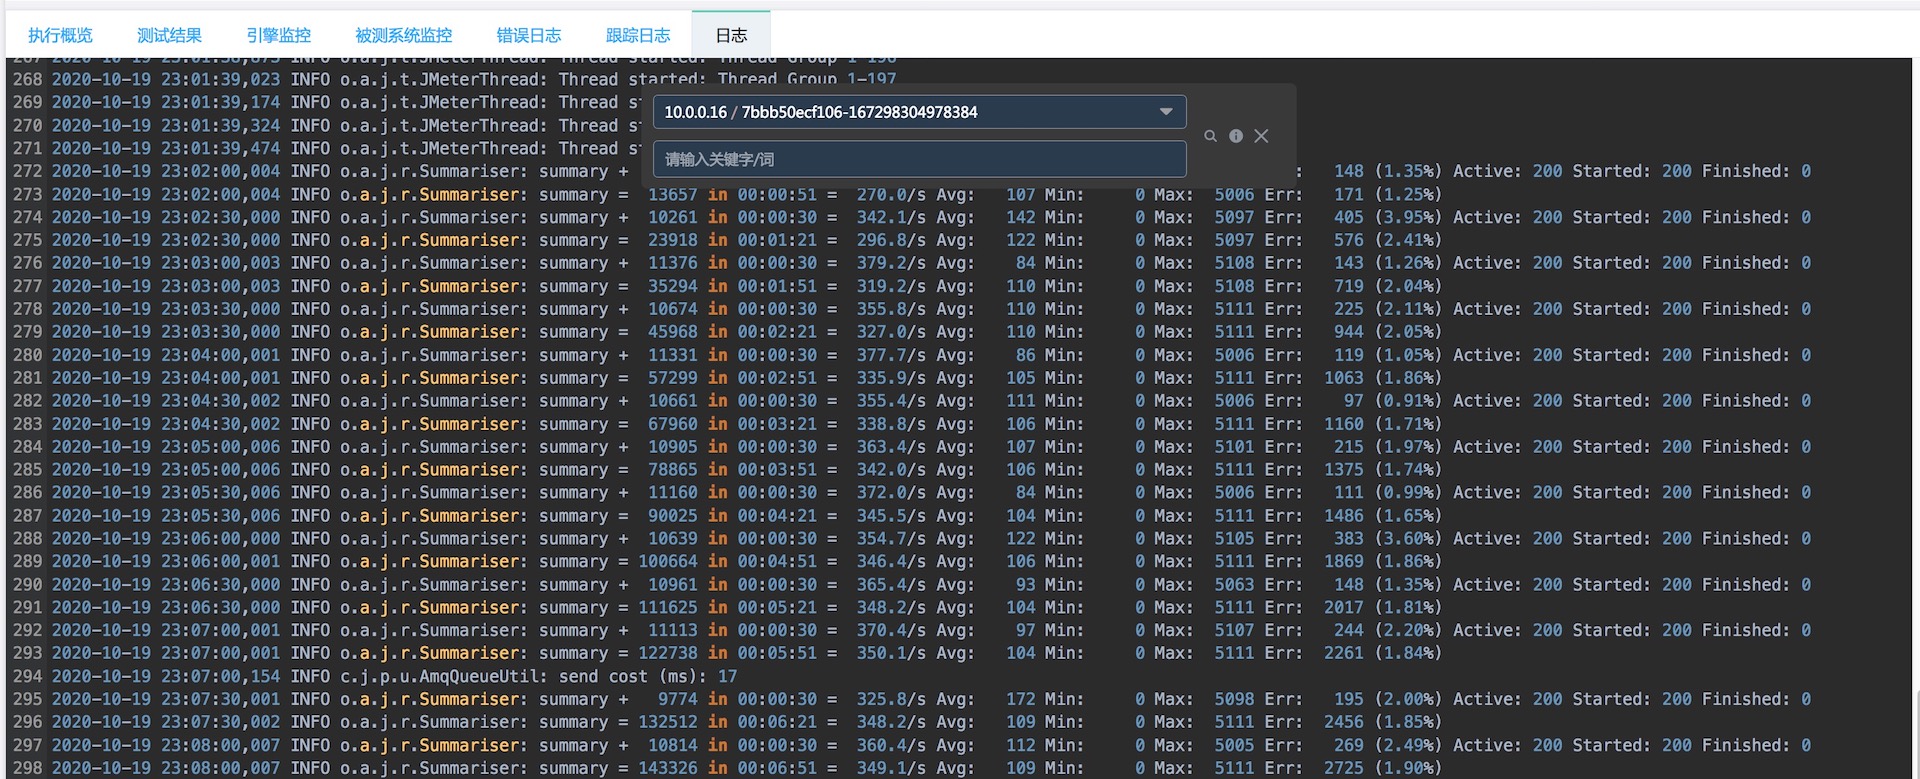 执行概览 测试结果 引擎监控 被测系统监控 错误日志 跟踪日志 日志
267 2020-10-19 23:01:38,873 INFO o.a.j.t.JMeterThread: Thread started: Thread Group 1-196
268 2020-10-19 23:01:39,023 INFO o.a.j.t.JMeterThread: Thread started: Thread Group 1-197
10.0.0.16 / 7bbb50ecf106-167298304978384
请输入关键字/词
269 2020-10-19 23:01:39,174 INFO o.a.j.t.JMeterThread: Thread st
270 2020-10-19 23:01:39,324 INFO o.a.j.t.JMeterThread: Thread st
271 2020-10-19 23:01:39,474 INFO o.a.j.t.JMeterThread: Thread st
272 2020-10-19 23:02:00,004 INFO o.a.j.r.Summariser: summary + : 148 (1.35%) Active: 200 Started: 200 Finished: 0
273 2020-10-19 23:02:00,004 INFO o.a.j.r.Summariser: summary = 13657 in 00:00:51 = 270.0/s Avg: 107 Min: 0 Max: 5006 Err: 171 (1.25%)
274 2020-10-19 23:02:30,000 INFO o.a.j.r.Summariser: summary + 10261 in 00:00:30 = 342.1/s Avg: 142 Min: 0 Max: 5097 Err: 405 (3.95%) Active: 200 Started: 200 Finished: 0
275 2020-10-19 23:02:30,000 INFO o.a.j.r.Summariser: summary = 23918 in 00:01:21 = 296.8/s Avg: 122 Min: 0 Max: 5097 Err: 576 (2.41%)
276 2020-10-19 23:03:00,003 INFO o.a.j.r.Summariser: summary + 11376 in 00:00:30 = 379.2/s Avg: 84 Min: 0 Max: 5108 Err: 143 (1.26%) Active: 200 Started: 200 Finished: 0
277 2020-10-19 23:03:00,003 INFO o.a.j.r.Summariser: summary = 35294 in 00:01:51 = 319.2/s Avg: 110 Min: 0 Max: 5108 Err: 719 (2.04%)
278 2020-10-19 23:03:30,000 INFO o.a.j.r.Summariser: summary + 10674 in 00:00:30 = 355.8/s Avg: 110 Min: 0 Max: 5111 Err: 225 (2.11%) Active: 200 Started: 200 Finished: 0
279 2020-10-19 23:03:30,000 INFO o.a.j.r.Summariser: summary = 45968 in 00:02:21 = 327.0/s Avg: 110 Min: 0 Max: 5111 Err: 944 (2.05%)
280 2020-10-19 23:04:00,001 INFO o.a.j.r.Summariser: summary + 11331 in 00:00:30 = 377.7/s Avg: 86 Min: 0 Max: 5006 Err: 119 (1.05%) Active: 200 Started: 200 Finished: 0
281 2020-10-19 23:04:00,001 INFO o.a.j.r.Summariser: summary = 57299 in 00:02:51 = 335.9/s Avg: 105 Min: 0 Max: 5111 Err: 1063 (1.86%)
282 2020-10-19 23:04:30,002 INFO o.a.j.r.Summariser: summary + 10661 in 00:00:30 = 355.4/s Avg: 111 Min: 0 Max: 5006 Err: 97 (0.91%) Active: 200 Started: 200 Finished: 0
283 2020-10-19 23:04:30,002 INFO o.a.j.r.Summariser: summary = 67960 in 00:03:21 = 338.8/s Avg: 106 Min: 0 Max: 5111 Err: 1160 (1.71%)
284 2020-10-19 23:05:00,006 INFO o.a.j.r.Summariser: summary + 10905 in 00:00:30 = 363.4/s Avg: 107 Min: 0 Max: 5101 Err: 215 (1.97%) Active: 200 Started: 200 Finished: 0
285 2020-10-19 23:05:00,006 INFO o.a.j.r.Summariser: summary = 78865 in 00:03:51 = 342.0/s Avg: 106 Min: 0 Max: 5111 Err: 1375 (1.74%)
286 2020-10-19 23:05:30,006 INFO o.a.j.r.Summariser: summary + 11160 in 00:00:30 = 372.0/s Avg: 84 Min: 0 Max: 5006 Err: 111 (0.99%) Active: 200 Started: 200 Finished: 0
287 2020-10-19 23:05:30,006 INFO o.a.j.r.Summariser: summary = 90025 in 00:04:21 = 345.5/s Avg: 104 Min: 0 Max: 5111 Err: 1486 (1.65%)
288 2020-10-19 23:06:00,000 INFO o.a.j.r.Summariser: summary + 10639 in 00:00:30 = 354.7/s Avg: 122 Min: 0 Max: 5105 Err: 383 (3.60%) Active: 200 Started: 200 Finished: 0
289 2020-10-19 23:06:00,001 INFO o.a.j.r.Summariser: summary = 100664 in 00:04:51 = 346.4/s Avg: 106 Min: 0 Max: 5111 Err: 1869 (1.86%)
290 2020-10-19 23:06:30,000 INFO o.a.j.r.Summariser: summary + 10961 in 00:00:30 = 365.4/s Avg: 93 Min: 0 Max: 5063 Err: 148 (1.35%) Active: 200 Started: 200 Finished: 0
291 2020-10-19 23:06:30,000 INFO o.a.j.r.Summariser: summary = 111625 in 00:05:21 = 348.2/s Avg: 104 Min: 0 Max: 5111 Err: 2017 (1.81%)
292 2020-10-19 23:07:00,001 INFO o.a.j.r.Summariser: summary + 11113 in 00:00:30 = 370.4/s Avg: 97 Min: 0 Max: 5107 Err: 244 (2.20%) Active: 200 Started: 200 Finished: 0
293 2020-10-19 23:07:00,001 INFO o.a.j.r.Summariser: summary = 122738 in 00:05:51 = 350.1/s Avg: 104 Min: 0 Max: 5111 Err: 2261 (1.84%)
294 2020-10-19 23:07:00,154 INFO c.j.p.u.AmqQueueUtil: send cost (ms): 17
295 2020-10-19 23:07:30,001 INFO o.a.j.r.Summariser: summary + 9774 in 00:00:30 = 325.8/s Avg: 172 Min: 0 Max: 5098 Err: 195 (2.00%) Active: 200 Started: 200 Finished: 0
296 2020-10-19 23:07:30,002 INFO o.a.j.r.Summariser: summary = 132512 in 00:06:21 = 348.2/s Avg: 109 Min: 0 Max: 5111 Err: 2456 (1.85%)
297 2020-10-19 23:08:00,007 INFO o.a.j.r.Summariser: summary + 10814 in 00:00:30 = 360.4/s Avg: 112 Min: 0 Max: 5005 Err: 269 (2.49%) Active: 200 Started: 200 Finished: 0
298 2020-10-19 23:08:00,007 INFO o.a.j.r.Summariser: summary = 143326 in 00:06:51 = 349.1/s Avg: 109 Min: 0 Max: 5111 Err: 2725 (1.90%)